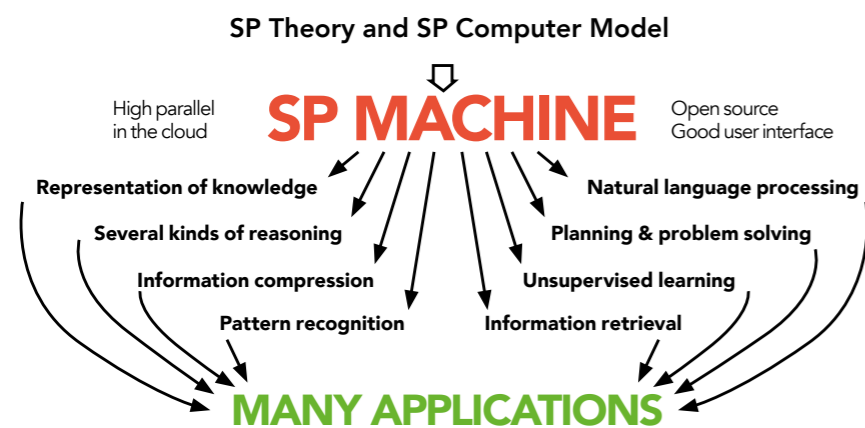 SP Theory and SP Computer Model
High parallel
in the cloud
SP MACHINE
Open source
Good user interface
Representation of knowledge
Natural language processing
Several kinds of reasoning
Planning & problem solving
Information compression
Unsupervised learning
Pattern recognition
Information retrieval
MANY APPLICATIONS